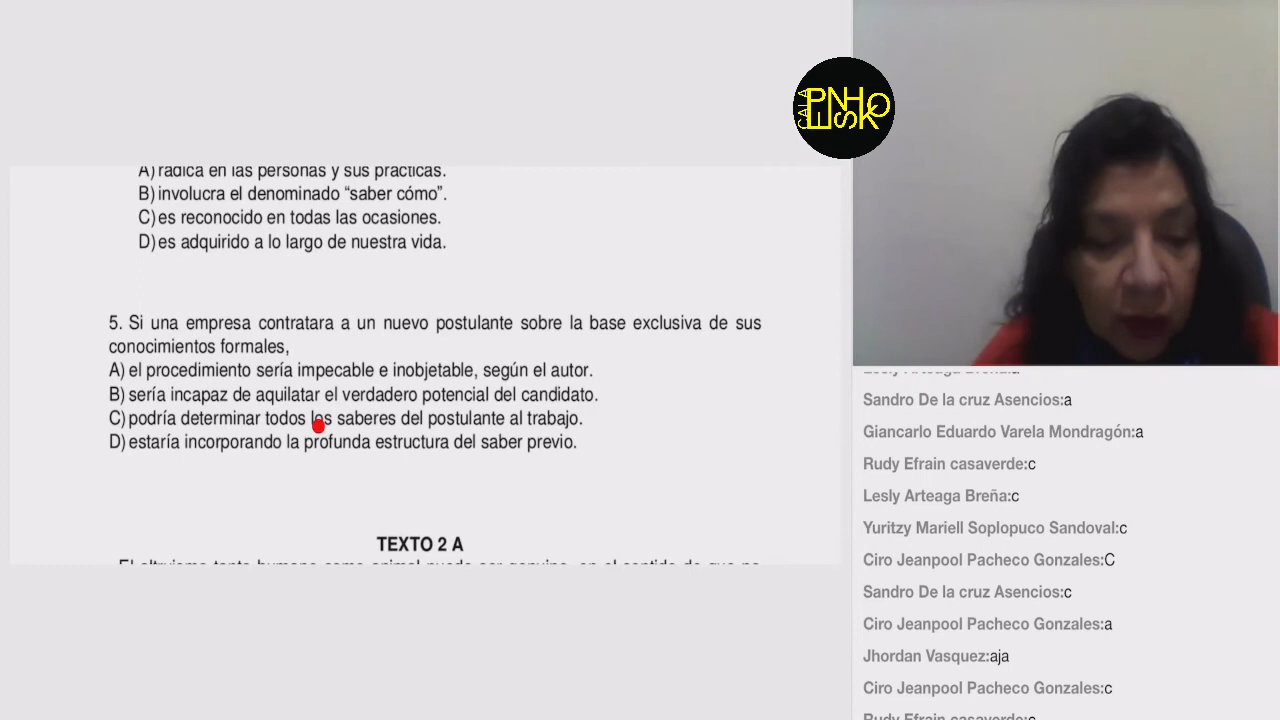 A) radica en las personas y sus prácticas.
B) involucra el denominado “saber cómo”.
C) es reconocido en todas las ocasiones.
D) es adquirido a lo largo de nuestra vida.
5. Si una empresa contratara a un nuevo postulante sobre la base exclusiva de sus
conocimientos formales,
A) el procedimiento sería impecable e inobjetable, según el autor.
B) sería incapaz de aquilatar el verdadero potencial del candidato.
C) podría determinar todos los saberes del postulante al trabajo.
D) estaría incorporando la profunda estructura del saber previo.
TEXTO 2 A
CALA
PENHSKO
Sandro De la cruz Asencios:a
Giancarlo Eduardo Varela Mondragón:a
Rudy Efrain casaverde:c
Lesly Arteaga Breña:c
Yuritzy Mariell Soplopuco Sandoval:c
Ciro Jeanpool Pacheco Gonzales:C
Sandro De la cruz Asencios:c
Ciro Jeanpool Pacheco Gonzales:a
Jhordan Vasquez:aja
Ciro Jeanpool Pacheco Gonzales:c
Rudy Efrain casaverde:c